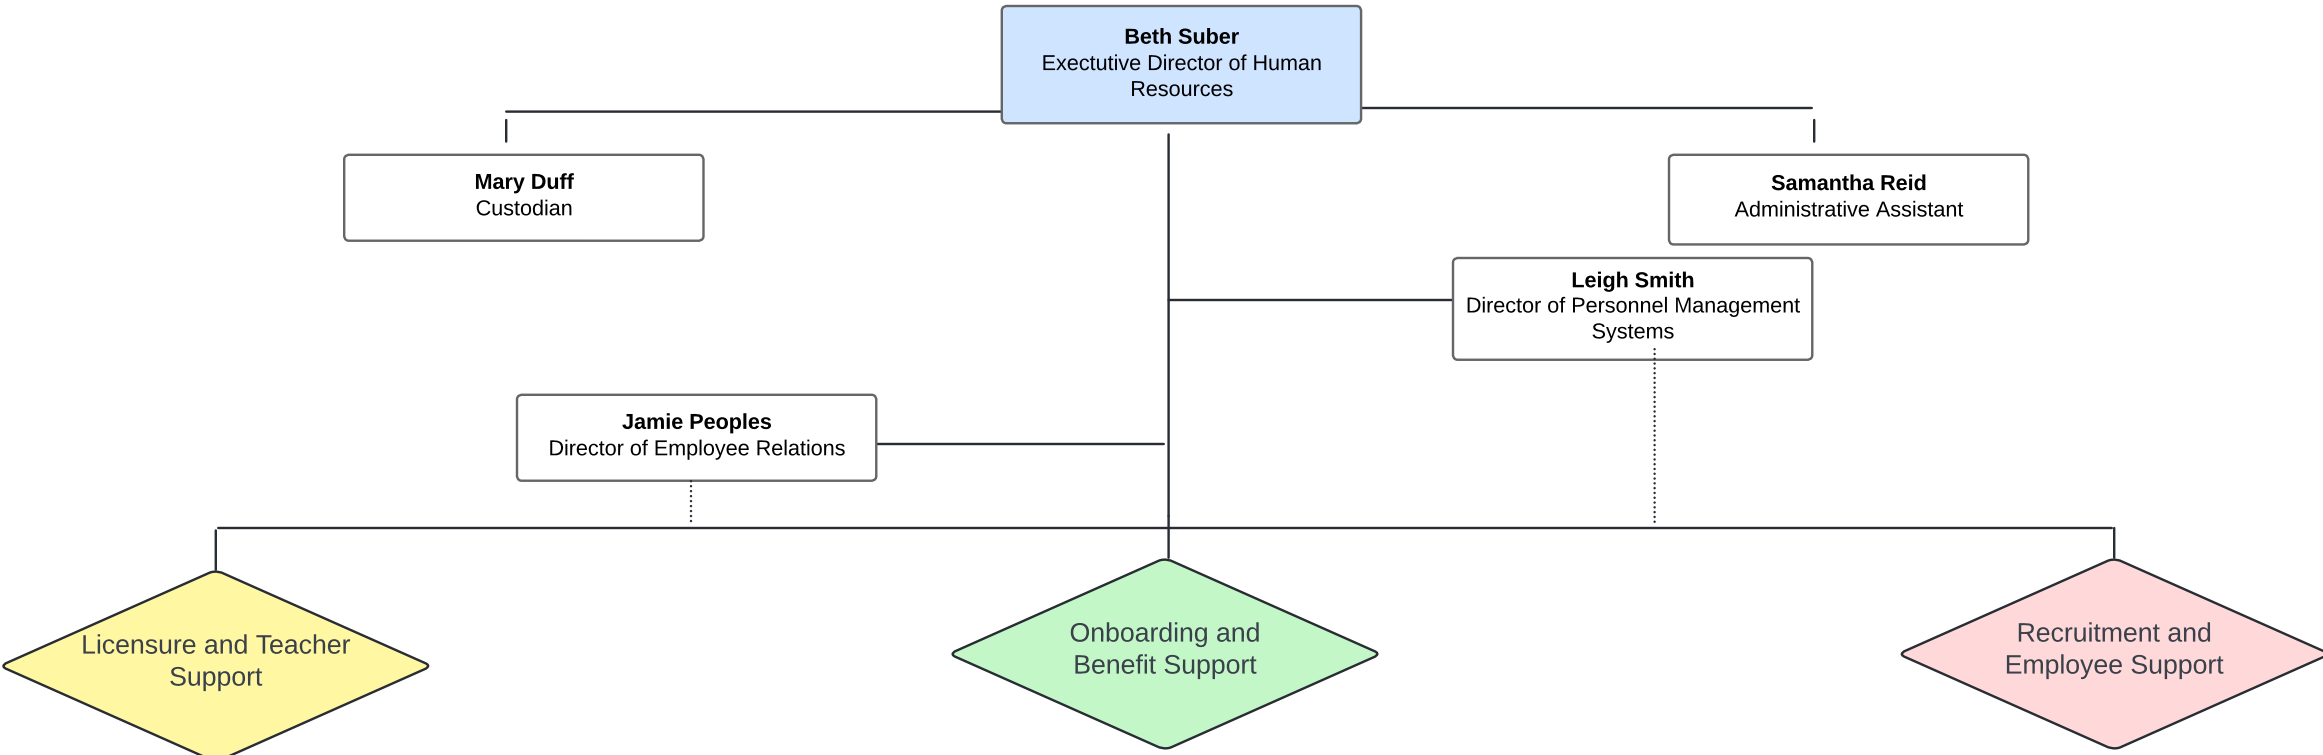 Beth Suber
Exectutive Director of Human
Resources
Mary Duff
Custodian
Samantha Reid
Administrative Assistant
Leigh Smith
Director of Personnel Management
Systems
Jamie Peoples
Director of Employee Relations
Licensure and Teacher
Support
Onboarding and
Benefit Support
Recruitment and
Employee Support